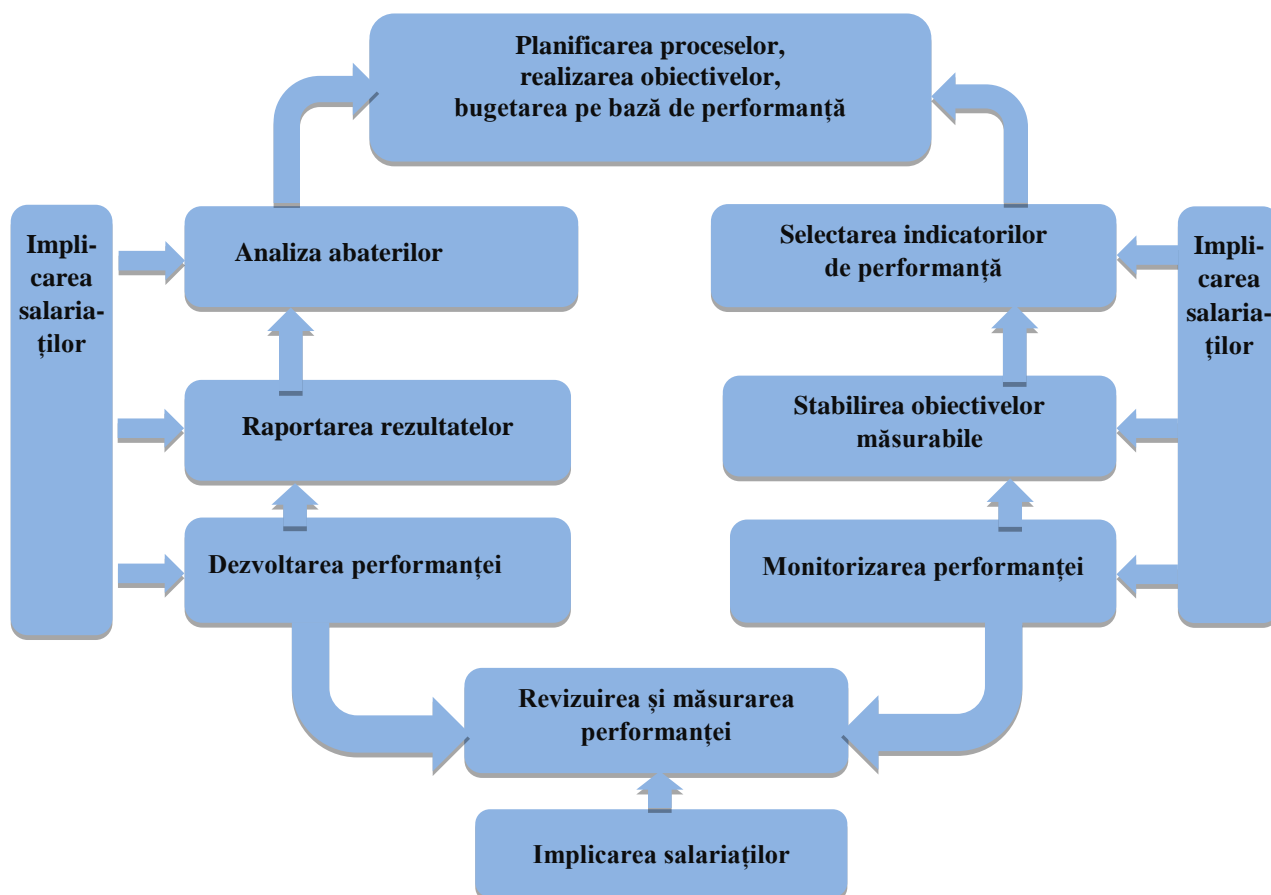 Planificarea proceselor,
realizarea obiectivelor,
bugetarea pe bază de performanță
Impli-
carea
salaria-
ților
Analiza abaterilor
Selectarea indicatorilor
de performanță
Impli-
carea
salaria-
ților
Raportarea rezultatelor
Stabilirea obiectivelor
măsurabile
Dezvoltarea performanței
Monitorizarea performanței
Revizuirea și măsurarea
performanței
Implicarea salariaților